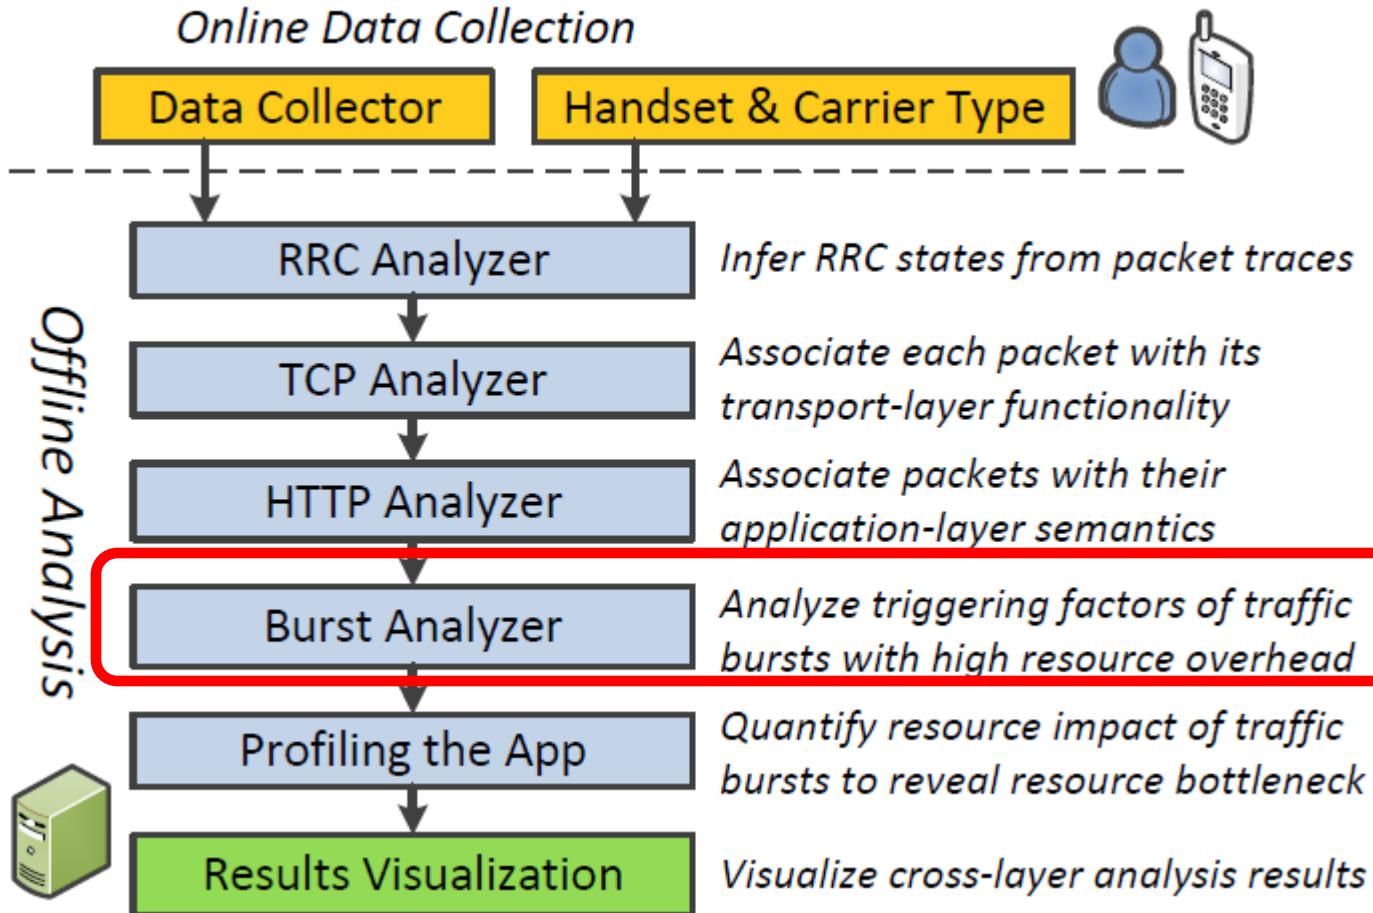 Online Data Collection
Data Collector
Handset & Carrier Type
Offline Analysis
RRC Analyzer
Infer RRC states from packet traces
TCP Analyzer
Associate each packet with its
transport-layer functionality
HTTP Analyzer
Associate packets with their
application-layer semantics
Burst Analyzer
Analyze triggering factors of traffic
bursts with high resource overhead
Profiling the App
Quantify resource impact of traffic
bursts to reveal resource bottleneck
Results Visualization
Visualize cross-layer analysis results